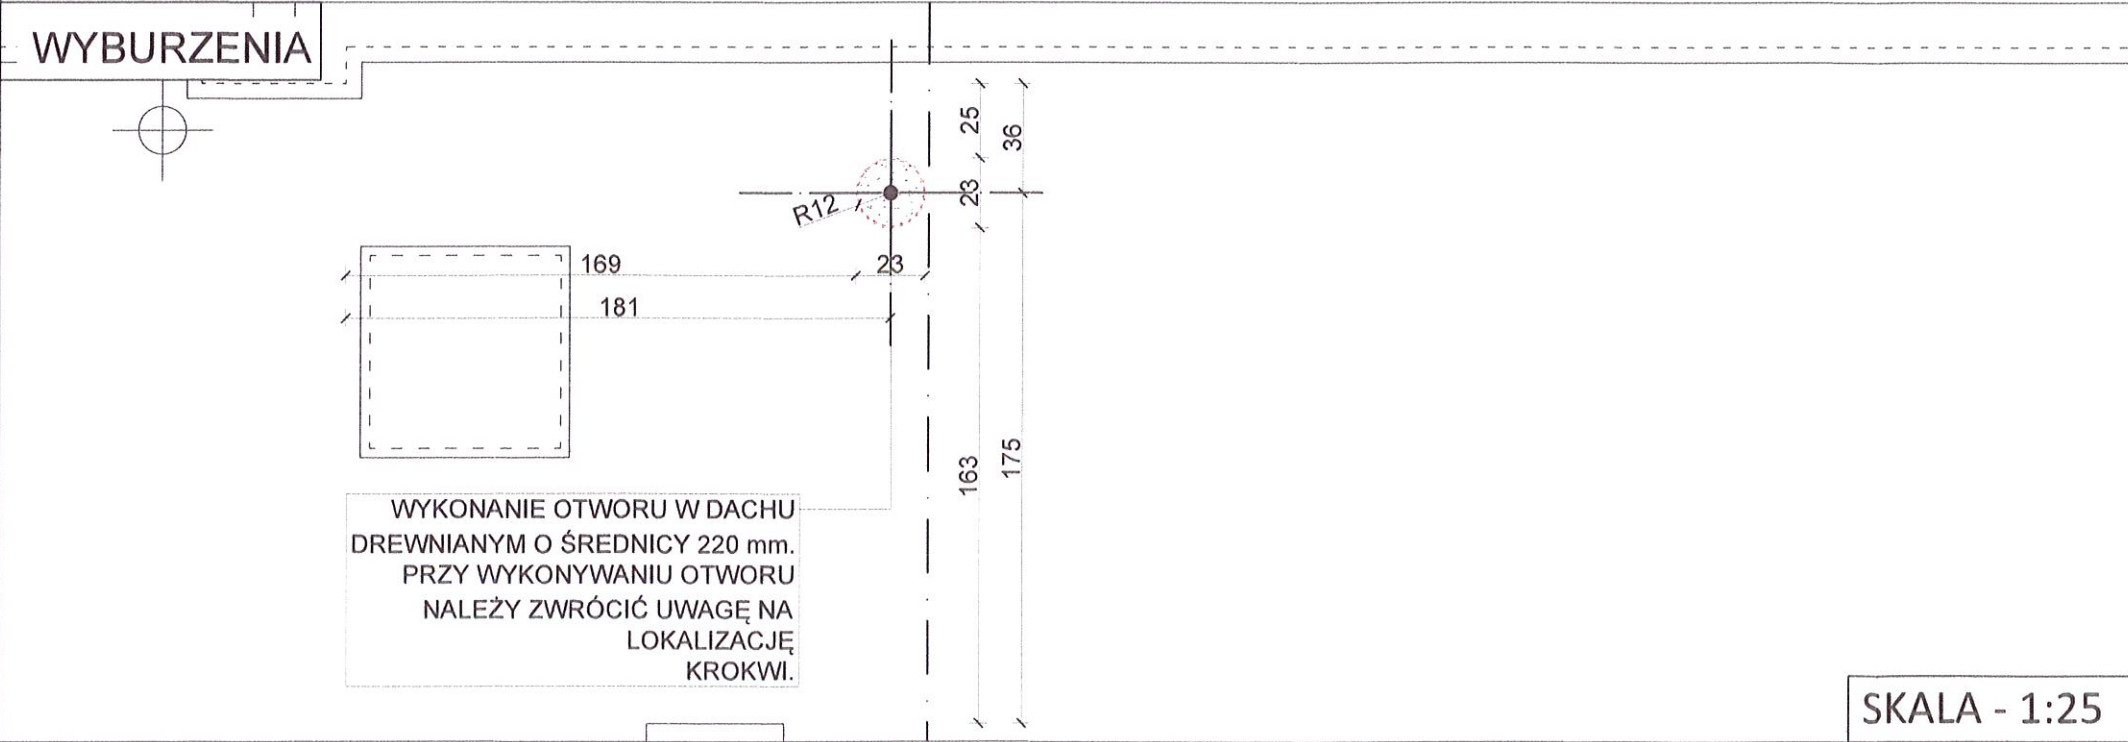 WYBURZENIA
25
36
23
R12
169
23
181
163
175
WYKONANIE OTWORU W DACHU
DREWNIANYM O ŚREDNICY 220 mm.
PRZY WYKONYWANIU OTWORU
NALEŻY ZWRÓCIĆ UWAGĘ NA
LOKALIZACJĘ
KROKWI.
SKALA - 1:25